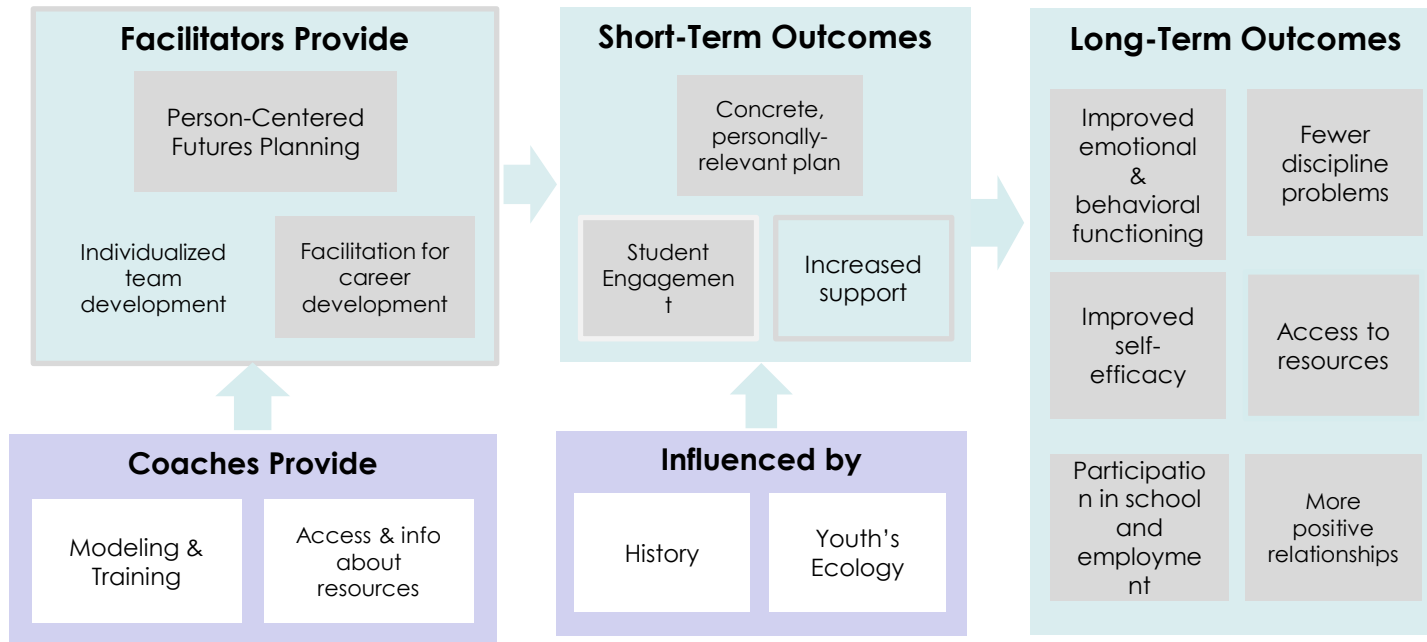 Facilitators Provide
Person-Centered
Futures Planning
Individualized
team
development
Facilitation for
career
development
Short-Term Outcomes
Concrete,
personally-
relevant plan
Student
Engagemen
t
Increased
support
Long-Term Outcomes
Improved
emotional
&
behavioral
functioning
Fewer
discipline
problems
Improved
self-
efficacy
Access to
resources
Participatio
n in school
and
employme
nt
More
positive
relationships
Coaches Provide
Modeling &
Training
Access & info
about
resources
Influenced by
History
Youth’s
Ecology